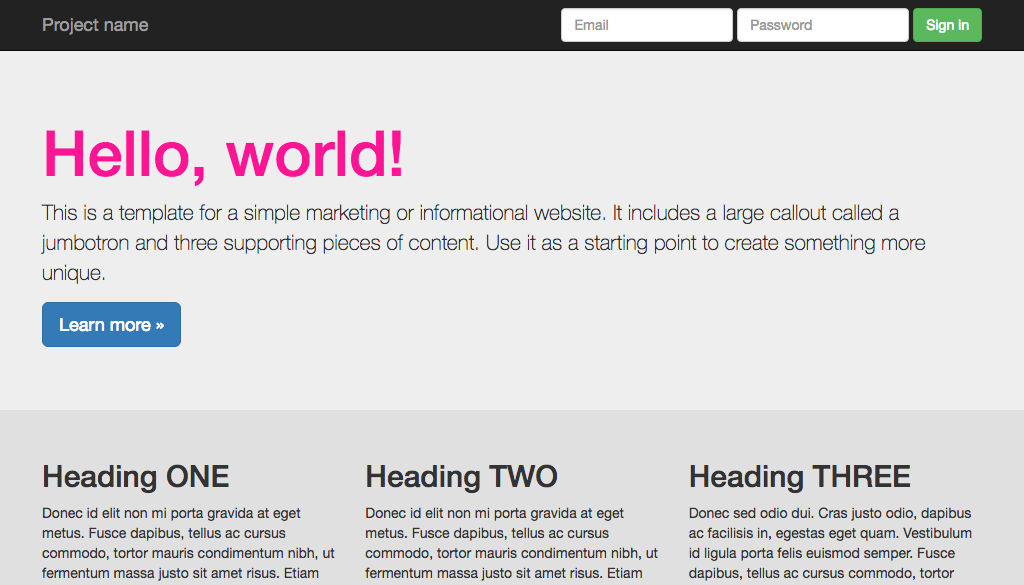 Project name
Email
Password
Sign in
Hello, world!
This is a template for a simple marketing or informational website. It includes a large callout called a
jumbotron and three supporting pieces of content. Use it as a starting point to create something more
unique.
Learn more »
Heading ONE
Donec id elit non mi porta gravida at eget
metus. Fusce dapibus, tellus ac cursus
commodo, tortor mauris condimentum nibh, ut
fermentum massa justo sit amet risus. Etiam
Heading TWO
Donec id elit non mi porta gravida at eget
metus. Fusce dapibus, tellus ac cursus
commodo, tortor mauris condimentum nibh, ut
fermentum massa justo sit amet risus. Etiam
Heading THREE
Donec sed odio dui. Cras justo odio, dapibus
ac facilisis in, egestas eget quam. Vestibulum
id ligula porta felis euismod semper. Fusce
dapibus, tellus ac cursus commodo, tortor